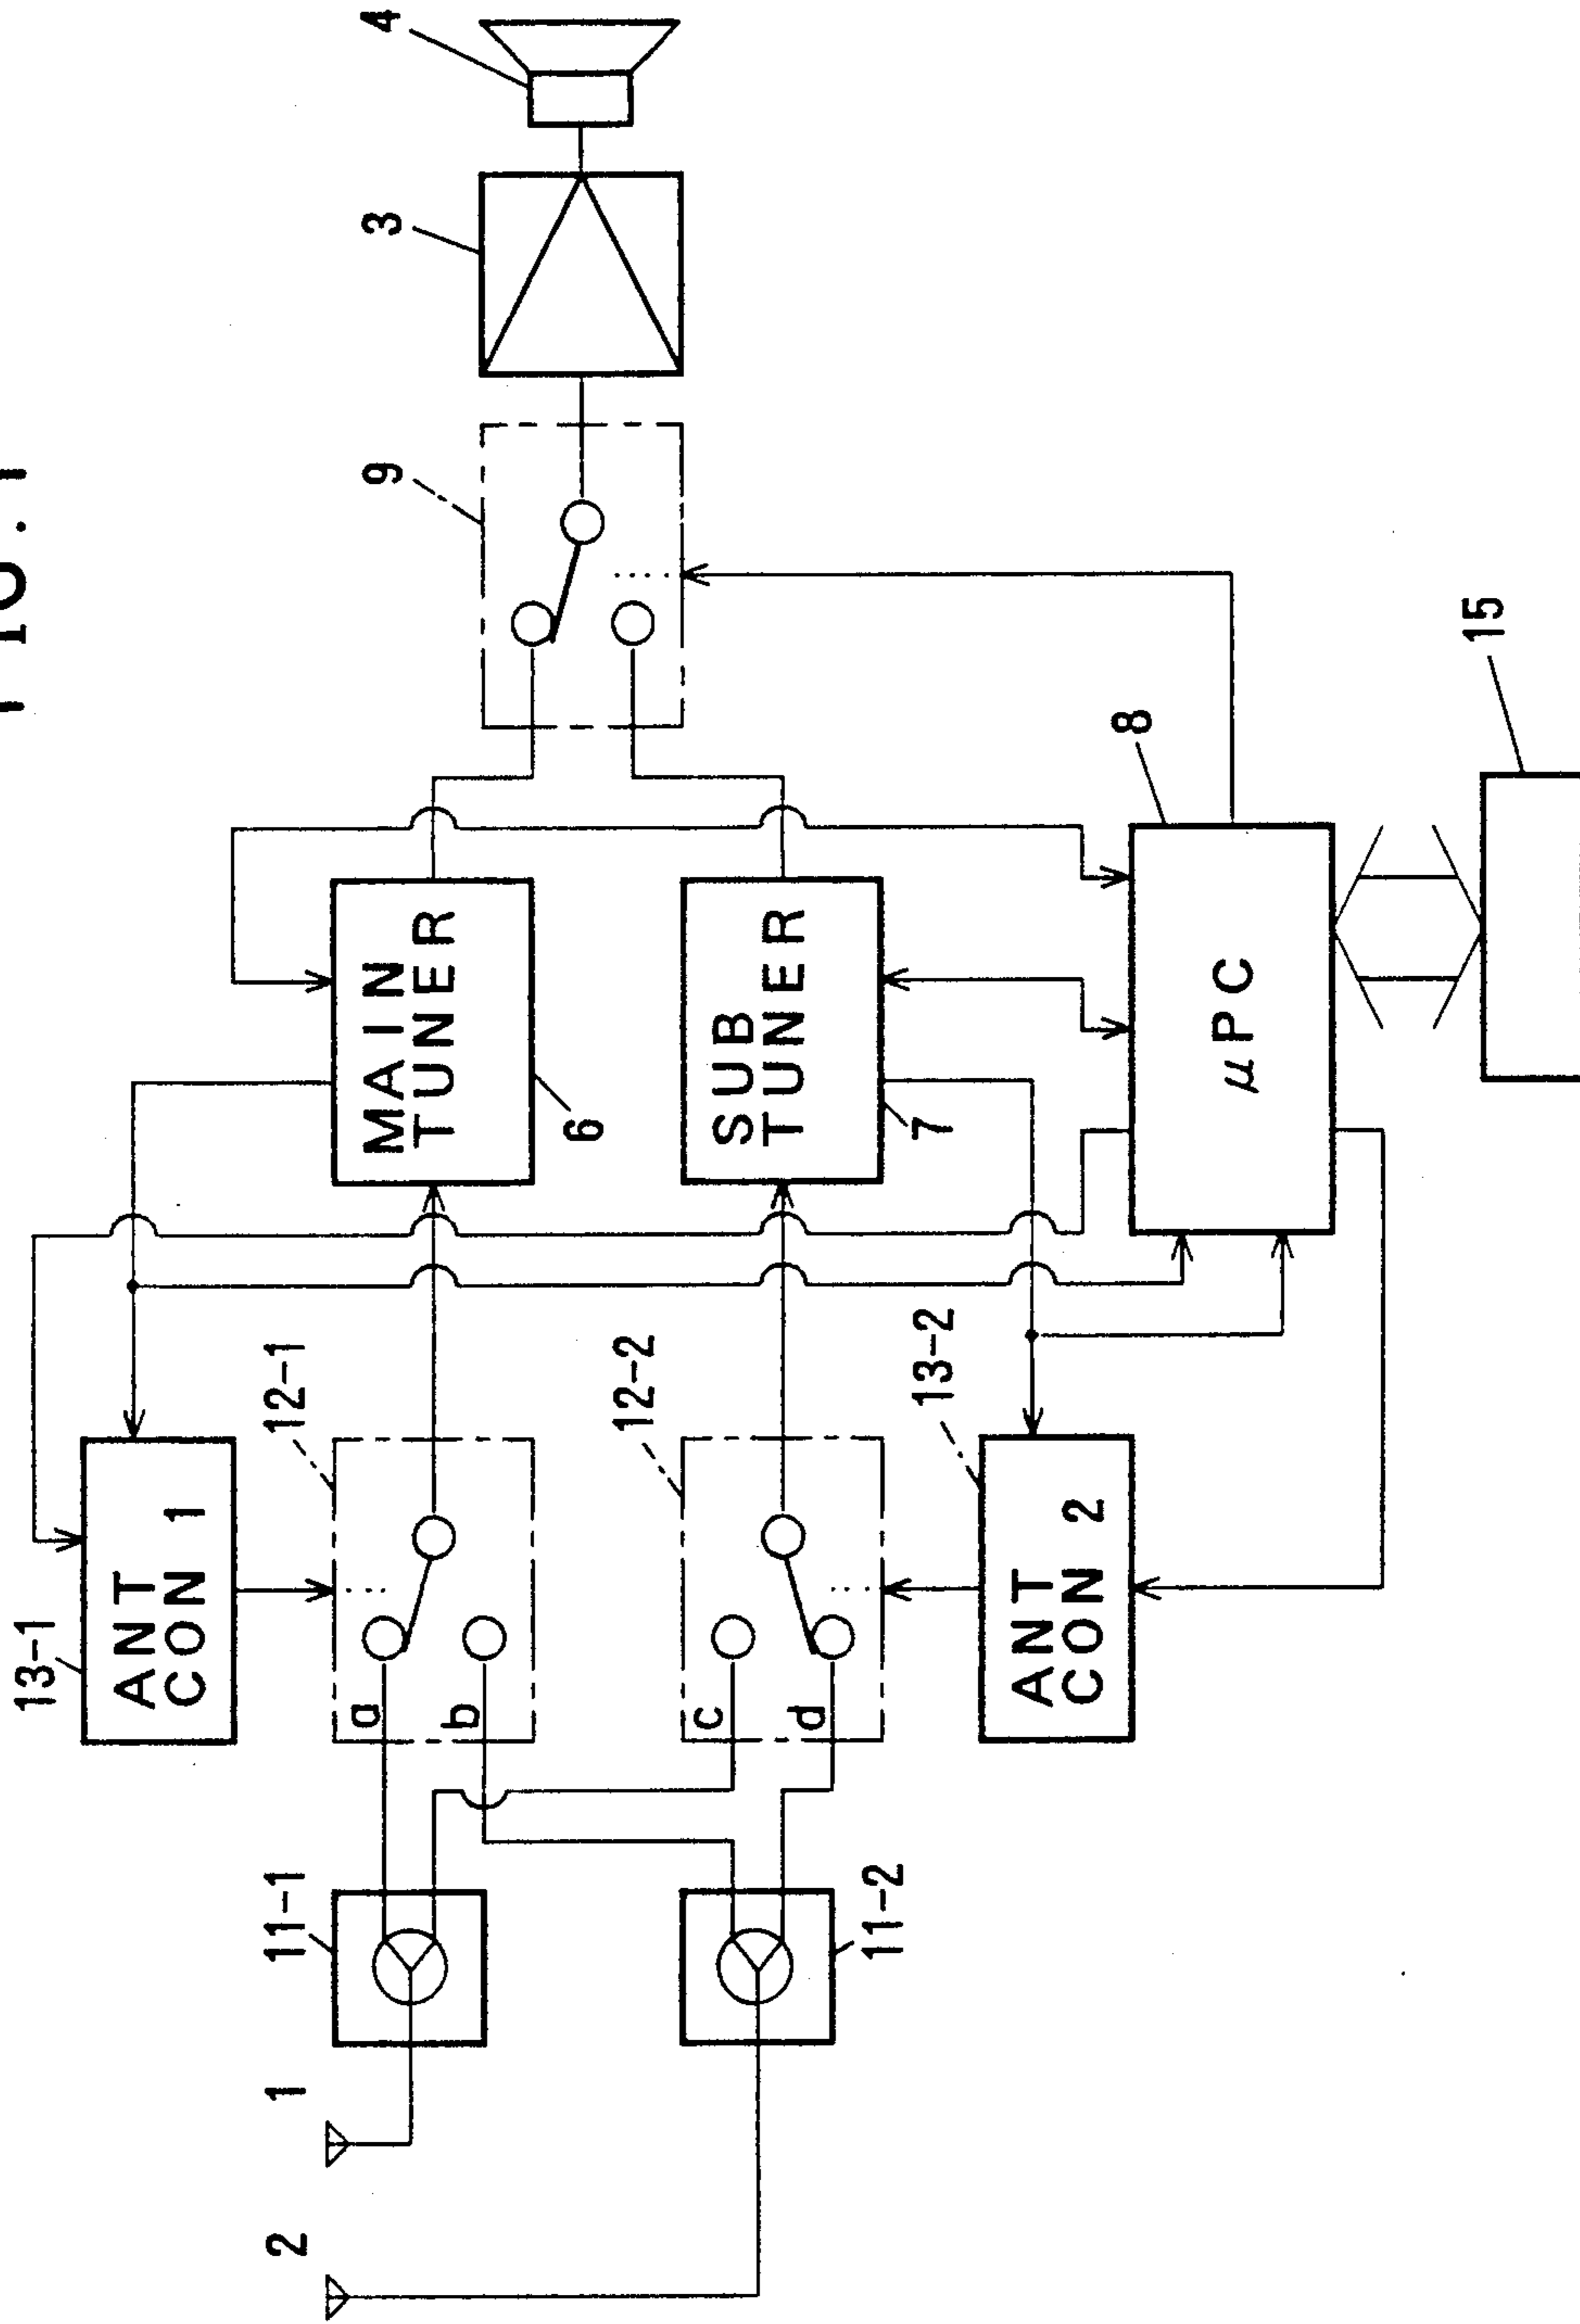 4
3
9
15
8
MAIN
TUNER
6
SUB
TUNER
7
μPC
13-1
ANT
CON 1
12-1
a
b
12-2
c
d
13-2
ANT
CON 2
11-1
11-2
1
2